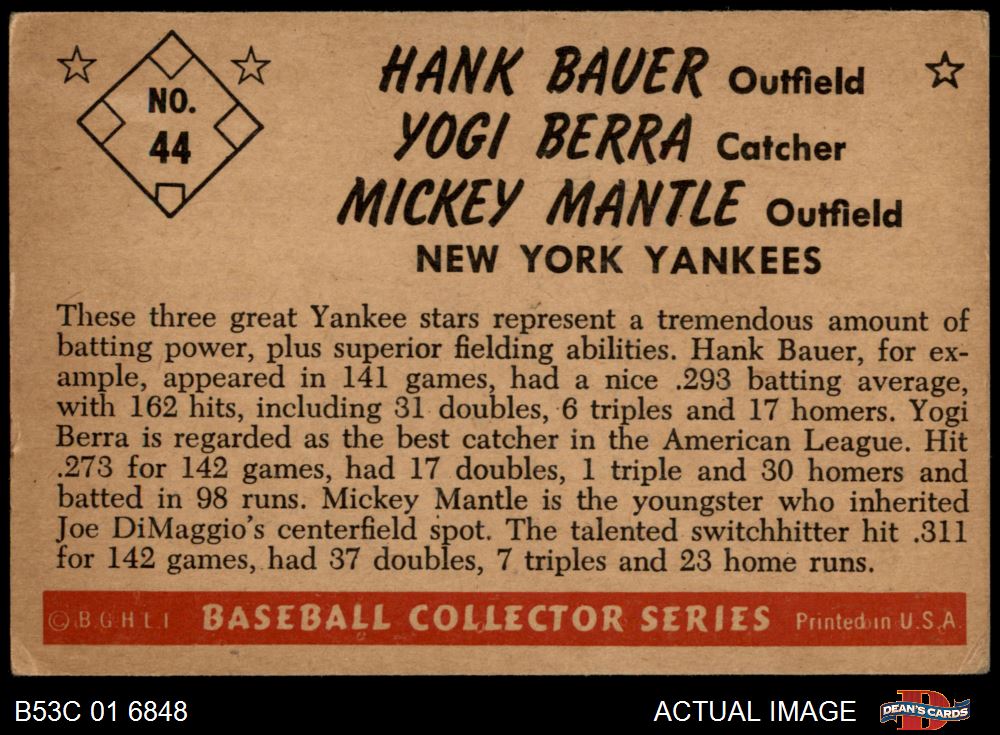 NO.
44
HANK BAUER Outfield
YOGI BERRA Catcher
MICKEY MANTLE Outfield
NEW YORK YANKEES
These three great Yankee stars represent a tremendous amount of
batting power, plus superior fielding abilities. Hank Bauer, for ex-
ample, appeared in 141 games, had a nice .293 batting average,
with 162 hits, including 31 doubles, 6 triples and 17 homers. Yogi
Berra is regarded as the best catcher in the American League. Hit
.273 for 142 games, had 17 doubles, 1 triple and 30 homers and
batted in 98 runs. Mickey Mantle is the youngster who inherited
Joe DiMaggio's centerfield spot. The talented switchhitter hit .311
for 142 games, had 37 doubles, 7 triples and 23 home runs.
© B G H L I BASEBALL COLLECTOR SERIES Printed in U.S.A.
B53C 01 6848 ACTUAL IMAGE D DEAN'S CARDS